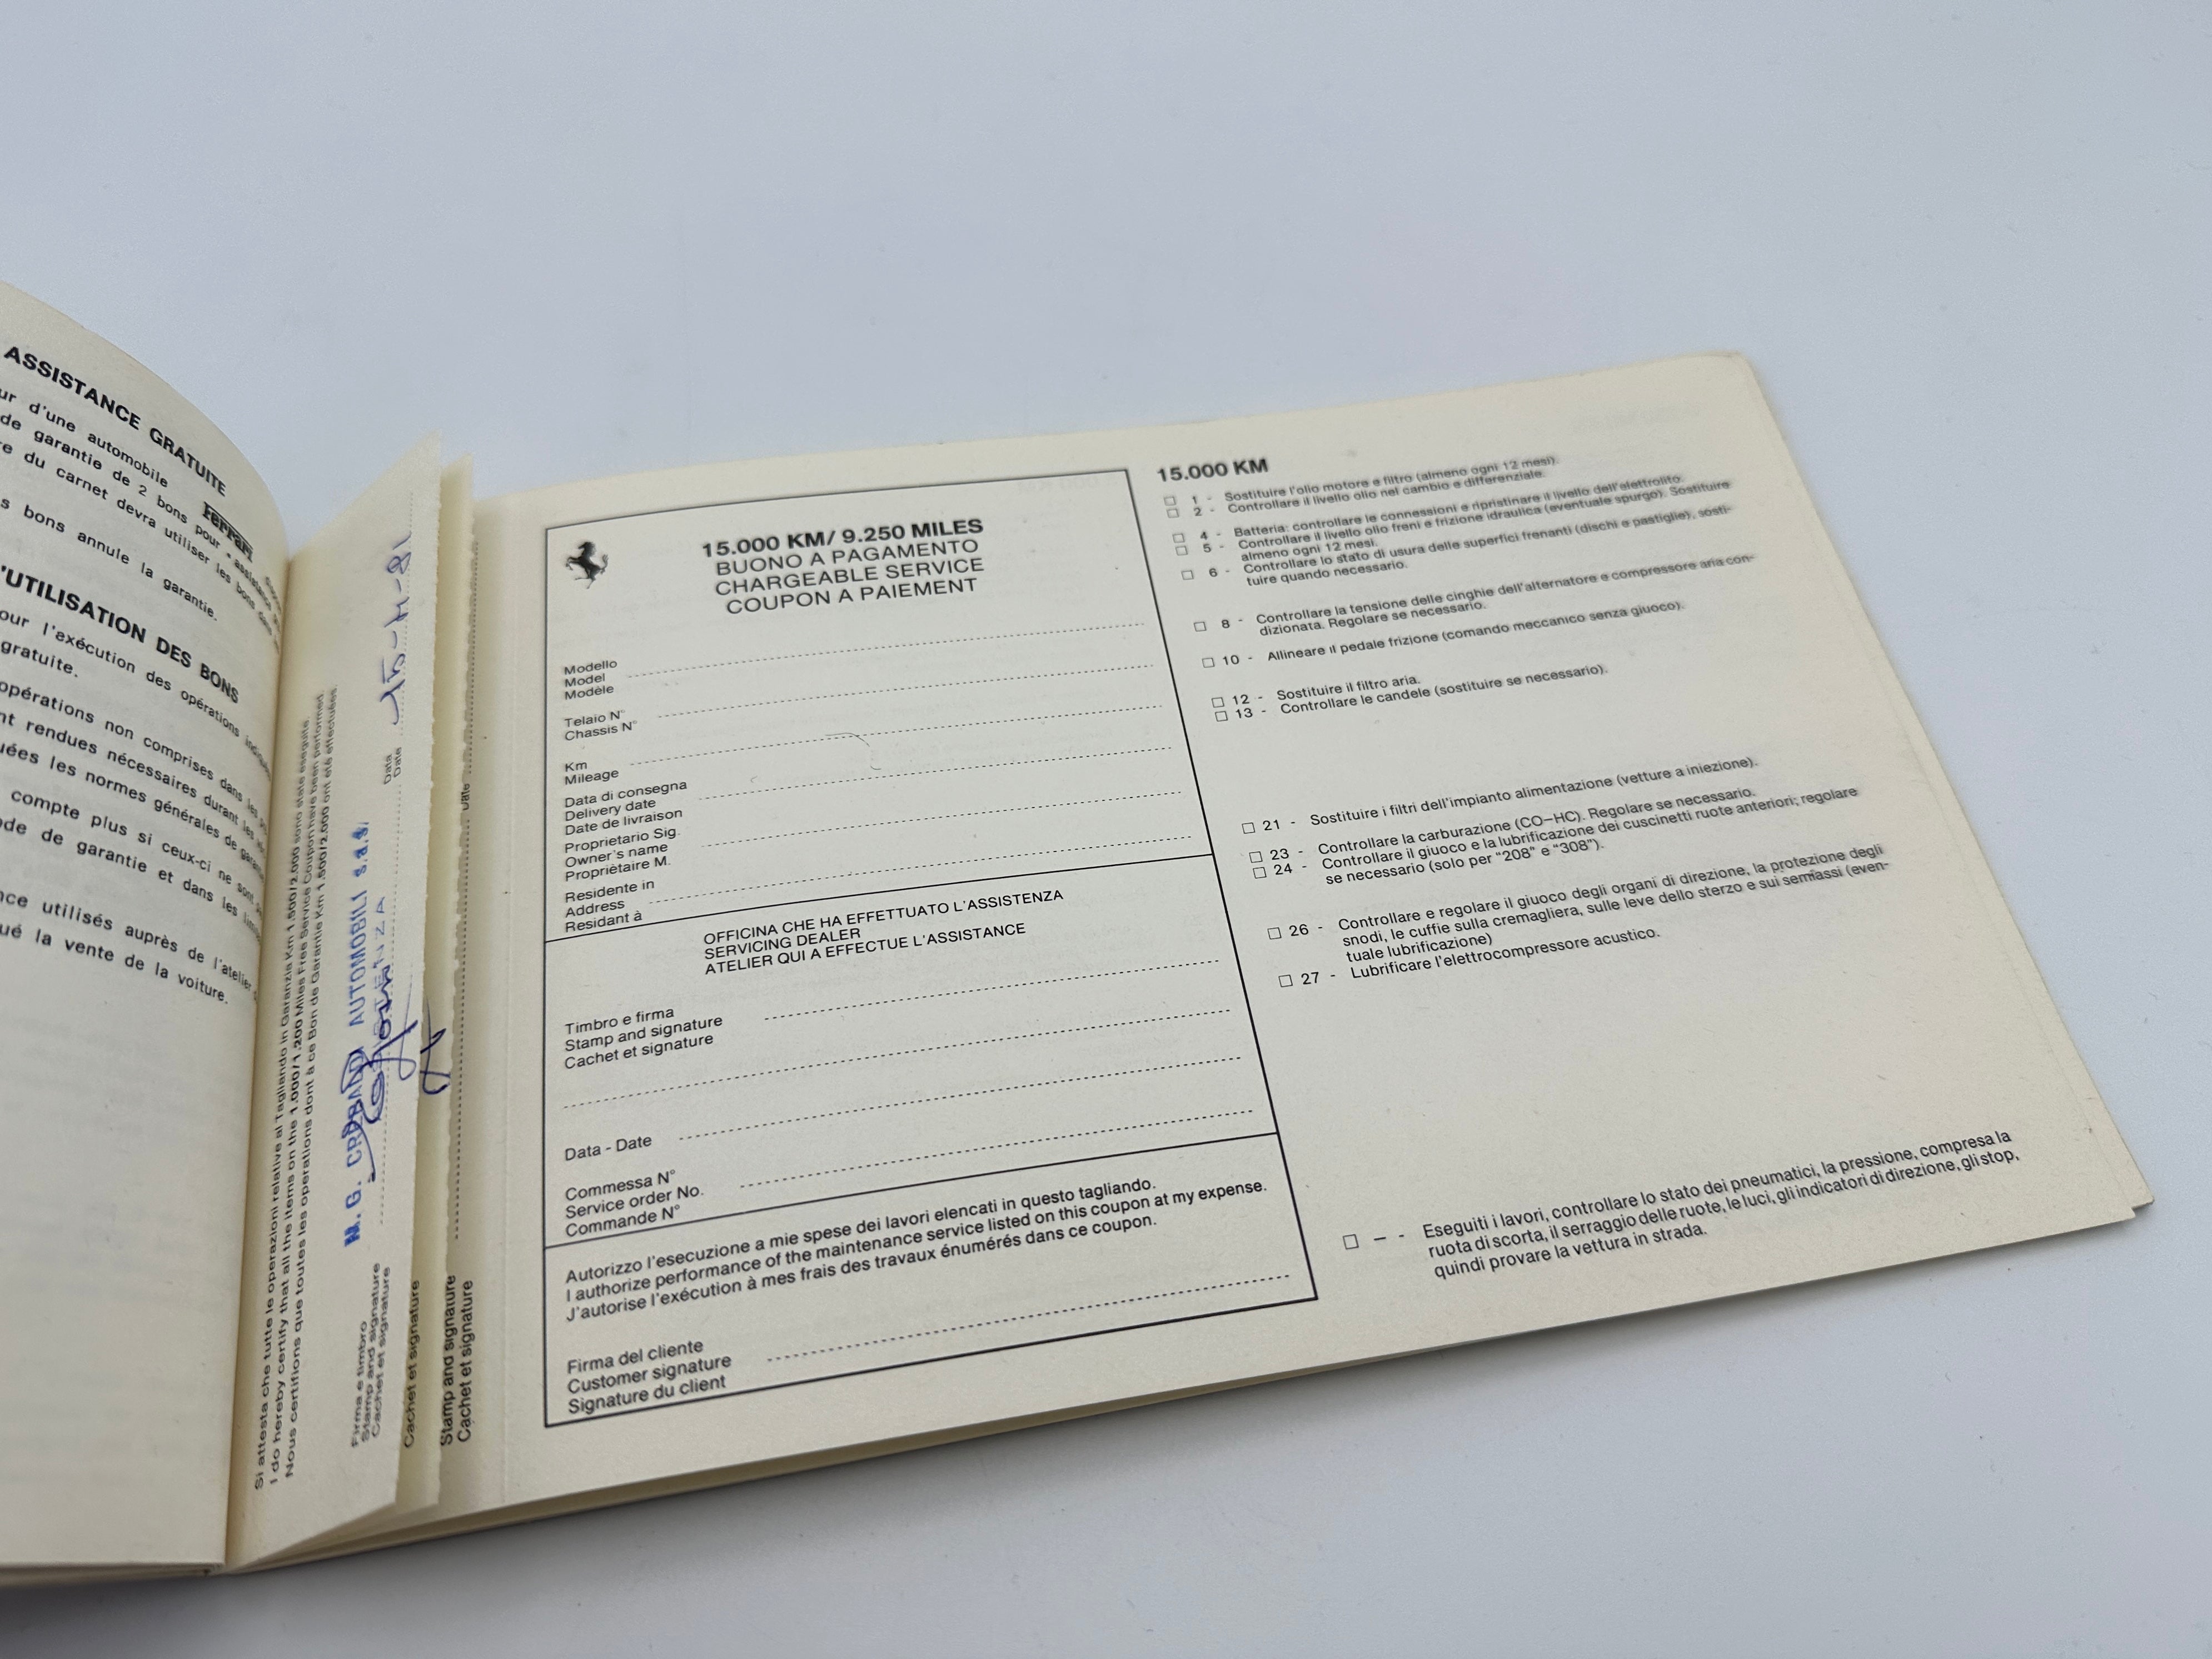 ASSISTANCE GRATUITE
ur d'une automobile Ferrari
de garantie de 2 bons pour « assistance
re du carnet devra utiliser les bons dans
s bons annule la garantie.
'UTILISATION DES BONS
our l'exécution des opérations
gratuite.
opérations non comprises dans les
nt rendues nécessaires durant les
uées les normes générales de
compte plus si ceux-ci ne sont
de de garantie et dans les limites
nce utilisés auprès de l'atelier
ué la vente de la voiture.
Si attesta che tutte le operazioni relative al Tagliando in Garanzia Km 1.500/2.000 sono state eseguite.
I do hereby certify that all the items on the 1.000/1.200 Miles Free Service Coupon have been performed.
Nous certifions que toutes les operations dont à ce Bon de Garantie Km 1.500/2.000 ont été effectuées.
M. G. CREPALDI AUTOMOBILI s.a.s.
Firma e timbro
Stamp and signature
Cachet et signature
Data
Date
Cachet et signature
Stamp and signature
Cachet et signature
Date
15.000 KM/ 9.250 MILES
BUONO A PAGAMENTO
CHARGEABLE SERVICE
COUPON A PAIEMENT
Modello
Model
Modèle
Telaio N°
Chassis N°
Km
Mileage
Data di consegna
Delivery date
Date de livraison
Proprietario Sig.
Owner's name
Propriètaire M.
Residente in
Address
Residant à
OFFICINA CHE HA EFFETTUATO L'ASSISTENZA
SERVICING DEALER
ATELIER QUI A EFFECTUE L'ASSISTANCE
Timbro e firma
Stamp and signature
Cachet et signature
Data - Date
Commessa N°
Service order No.
Commande N°
Autorizzo l'esecuzione a mie spese dei lavori elencati in questo tagliando.
I authorize performance of the maintenance service listed on this coupon at my expense.
J'autorise l'exécution à mes frais des travaux énumérés dans ce coupon.
Firma del cliente
Customer signature
Signature du client
15.000 KM
1 - Sostituire l'olio motore e filtro (almeno ogni 12 mesi).
2 - Controllare il livello olio nel cambio e differenziale.
4 - Batteria: controllare le connessioni e ripristinare il livello dell'elettrolito.
5 - Controllare il livello olio freni e frizione idraulica (eventuale spurgo). Sostituire
almeno ogni 12 mesi.
6 - Controllare lo stato di usura delle superfici frenanti (dischi e pastiglie), sosti-
tuire quando necessario.
8 - Controllare la tensione delle cinghie dell'alternatore e compressore aria con-
dizionata. Regolare se necessario.
10 - Allineare il pedale frizione (comando meccanico senza giuoco).
12 - Sostituire il filtro aria.
13 - Controllare le candele (sostituire se necessario).
21 - Sostituire i filtri dell'impianto alimentazione (vetture a iniezione).
23 - Controllare la carburazione (CO–HC). Regolare se necessario.
24 - Controllare il giuoco e la lubrificazione dei cuscinetti ruote anteriori; regolare
se necessario (solo per "208" e "308").
26 - Controllare e regolare il giuoco degli organi di direzione, la protezione degli
snodi, le cuffie sulla cremagliera, sulle leve dello sterzo e sui semiassi (even-
tuale lubrificazione)
27 - Lubrificare l'elettrocompressore acustico.
– - Eseguiti i lavori, controllare lo stato dei pneumatici, la pressione, compresa la
ruota di scorta, il serraggio delle ruote, le luci, gli indicatori di direzione, gli stop,
quindi provare la vettura in strada.